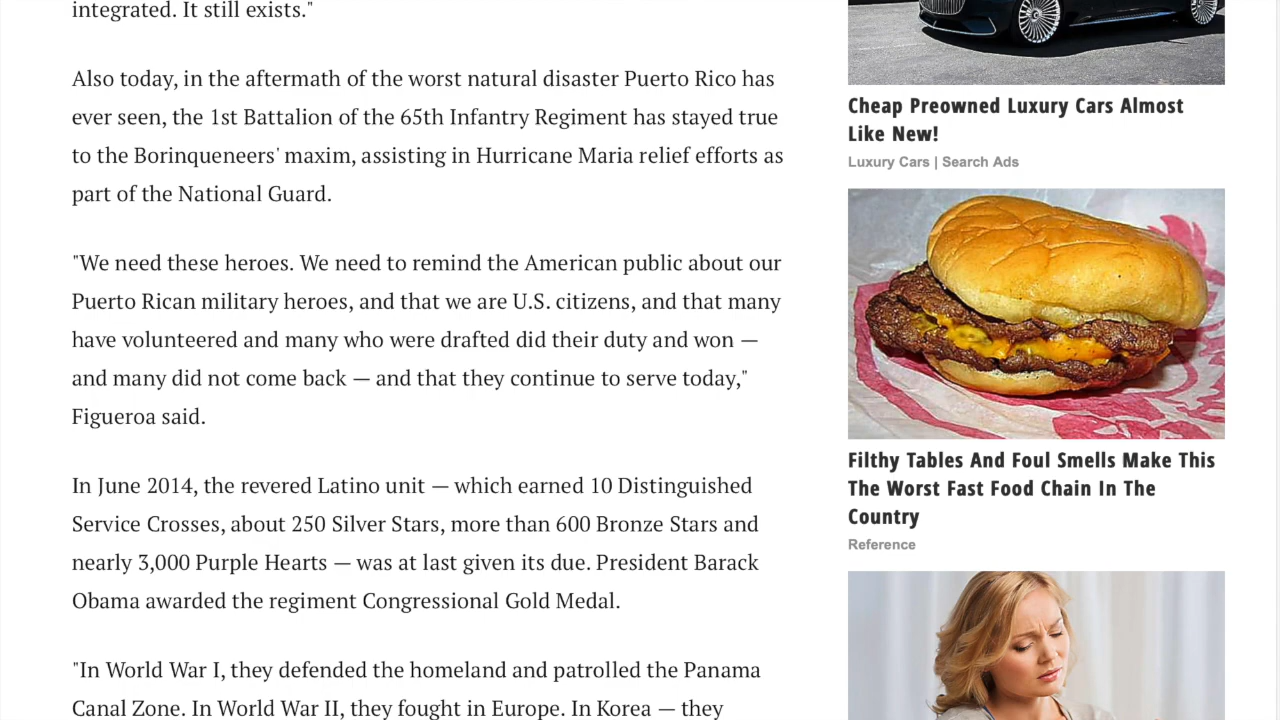 integrated. It still exists."
Also today, in the aftermath of the worst natural disaster Puerto Rico has
ever seen, the 1st Battalion of the 65th Infantry Regiment has stayed true
to the Borinqueneers' maxim, assisting in Hurricane Maria relief efforts as
part of the National Guard.
"We need these heroes. We need to remind the American public about our
Puerto Rican military heroes, and that we are U.S. citizens, and that many
have volunteered and many who were drafted did their duty and won —
and many did not come back — and that they continue to serve today,"
Figueroa said.
In June 2014, the revered Latino unit — which earned 10 Distinguished
Service Crosses, about 250 Silver Stars, more than 600 Bronze Stars and
nearly 3,000 Purple Hearts — was at last given its due. President Barack
Obama awarded the regiment Congressional Gold Medal.
"In World War I, they defended the homeland and patrolled the Panama
Canal Zone. In World War II, they fought in Europe. In Korea — they
Cheap Preowned Luxury Cars Almost
Like New!
Luxury Cars | Search Ads
Filthy Tables And Foul Smells Make This
The Worst Fast Food Chain In The
Country
Reference